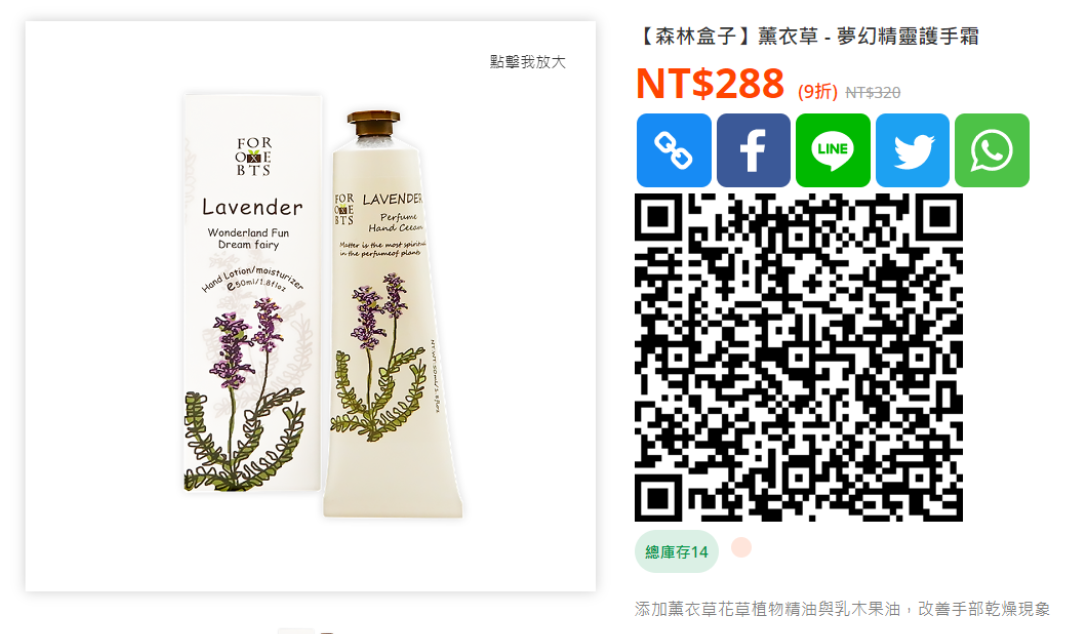 【森林盒子】薰衣草 - 夢幻精靈護手霜
點擊我放大
NT$288 (9折) NT$320
LINE
FOR
OXE
BTS
Lavender
Wonderland Fun
Dream fairy
Hand Lotion/moisturizer
e50ml/1.8floz
FOR
OXE
BTS
LAVENDER
Perfume
Hand Cream
Matter is the most spiritual
in the perfumeof plants
總庫存14
添加薰衣草花草植物精油與乳木果油，改善手部乾燥現象